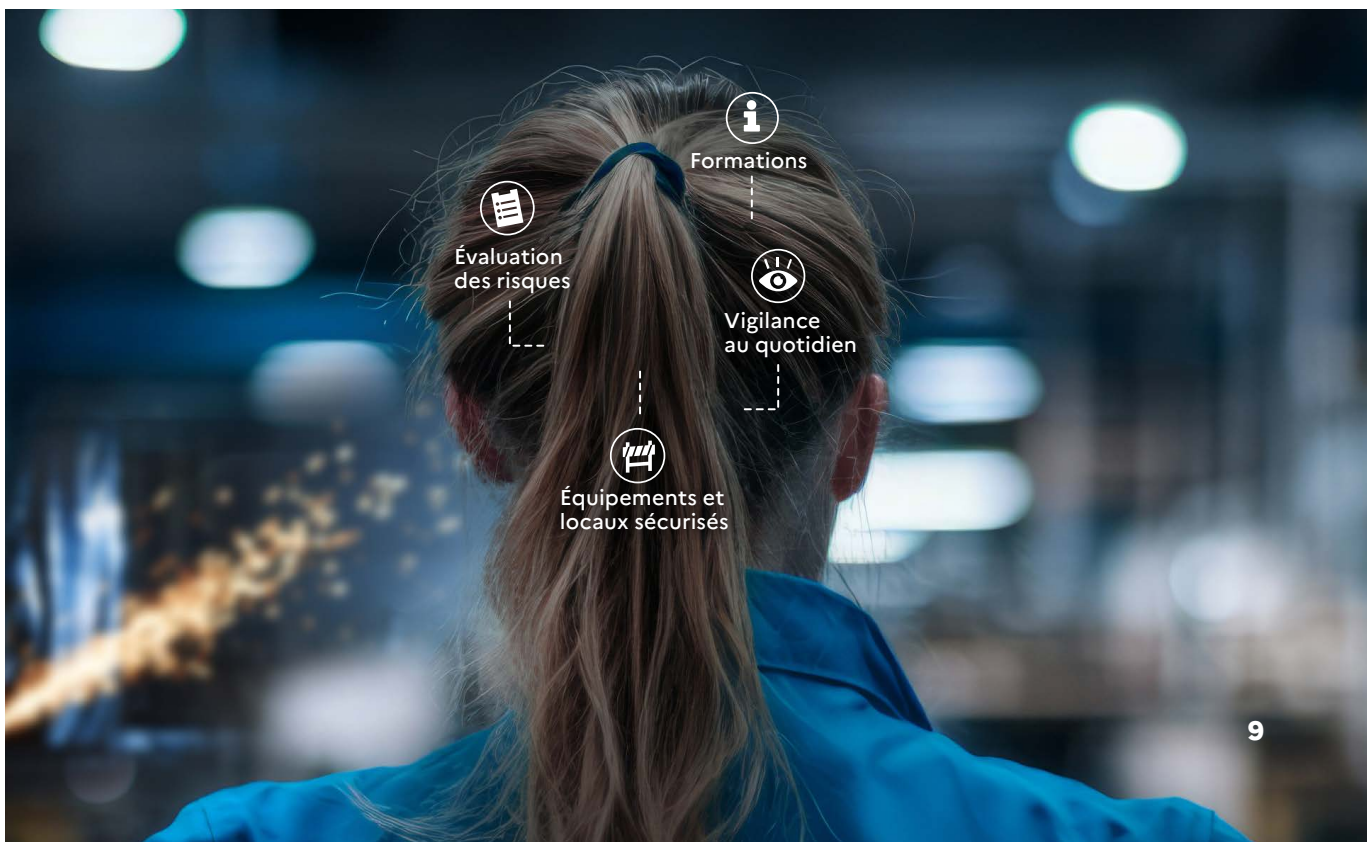 Formations
Évaluation
des risques
Vigilance
au quotidien
Équipements et
locaux sécurisés
9